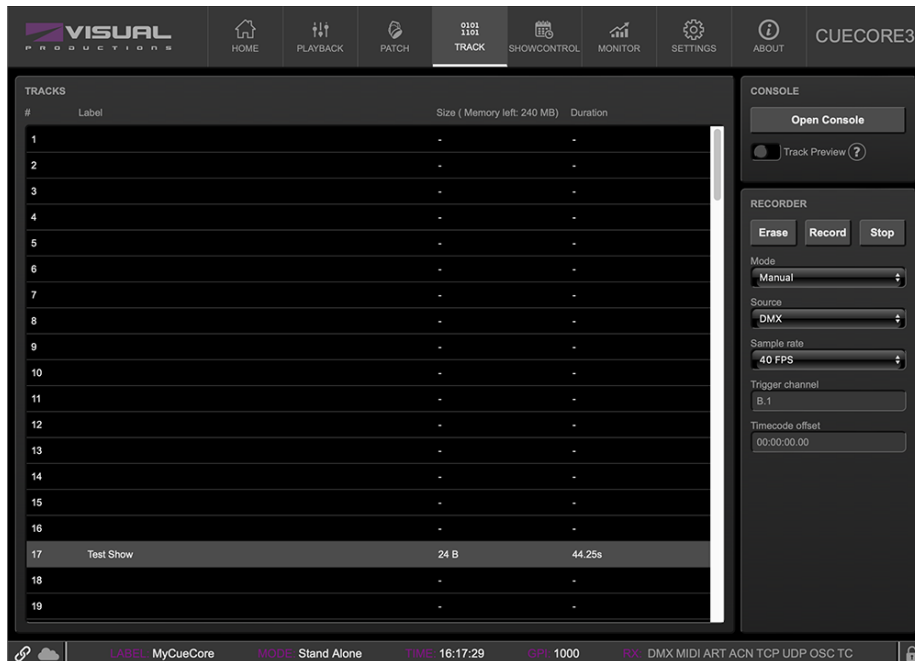 VISUAL
PRODUCTIONS
HOME
PLAYBACK
PATCH
0101
1101
TRACK
SHOWCONTROL
MONITOR
SETTINGS
ABOUT
CUECORE3
TRACKS
# Label Size ( Memory left: 240 MB) Duration
1 - -
2 - -
3 - -
4 - -
5 - -
6 - -
7 - -
8 - -
9 - -
10 - -
11 - -
12 - -
13 - -
14 - -
15 - -
16 - -
17 Test Show 24 B 44.25s
18 - -
19 - -
CONSOLE
Open Console
Track Preview ?
RECORDER
Erase Record Stop
Mode
Manual
Source
DMX
Sample rate
40 FPS
Trigger channel
B.1
Timecode offset
00:00:00.00
LABEL: MyCueCore MODE: Stand Alone TIME: 16:17:29 GPI: 1000 RX: DMX MIDI ART ACN TCP UDP OSC TC